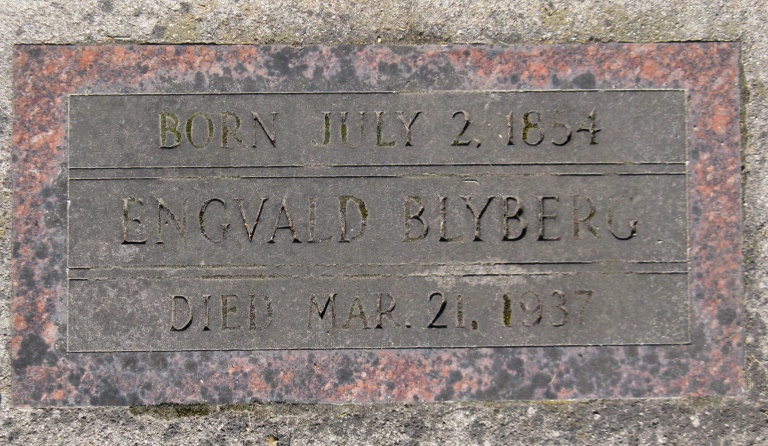 BORN JULY 2, 1854
ENGVALD BLYBERG
DIED MAR. 21, 1937